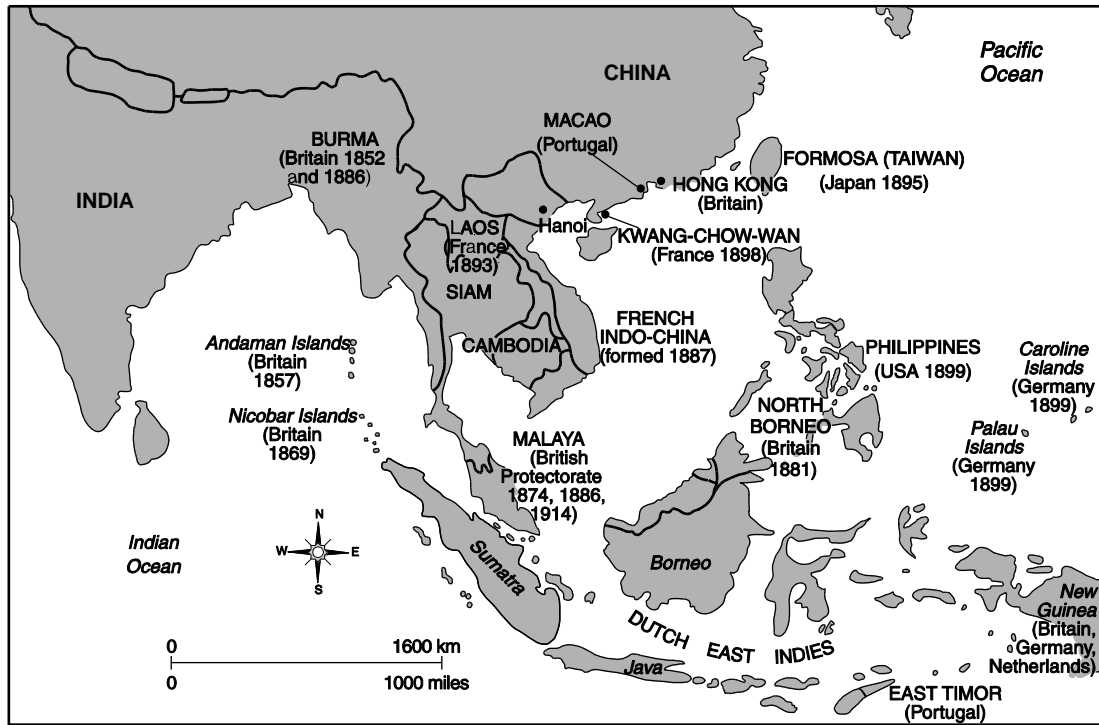 Pacific
Ocean
CHINA
MACAO
(Portugal)
BURMA
(Britain 1852
and 1886)
FORMOSA (TAIWAN)
(Japan 1895)
INDIA
HONG KONG
(Britain)
Hanoi
LAOS
(France
1893)
KWANG-CHOW-WAN
(France 1898)
SIAM
FRENCH
INDO-CHINA
(formed 1887)
CAMBODIA
Andaman Islands
(Britain
1857)
PHILIPPINES
(USA 1899)
Caroline
Islands
(Germany
1899)
Nicobar Islands
(Britain
1869)
NORTH
BORNEO
(Britain
1881)
Palau
Islands
(Germany
1899)
MALAYA
(British
Protectorate
1874, 1886,
1914)
N
W
E
S
Indian
Ocean
Sumatra
Borneo
New
Guinea
(Britain,
Germany,
Netherlands)
DUTCH EAST INDIES
0 1600 km
0 1000 miles
Java
EAST TIMOR
(Portugal)